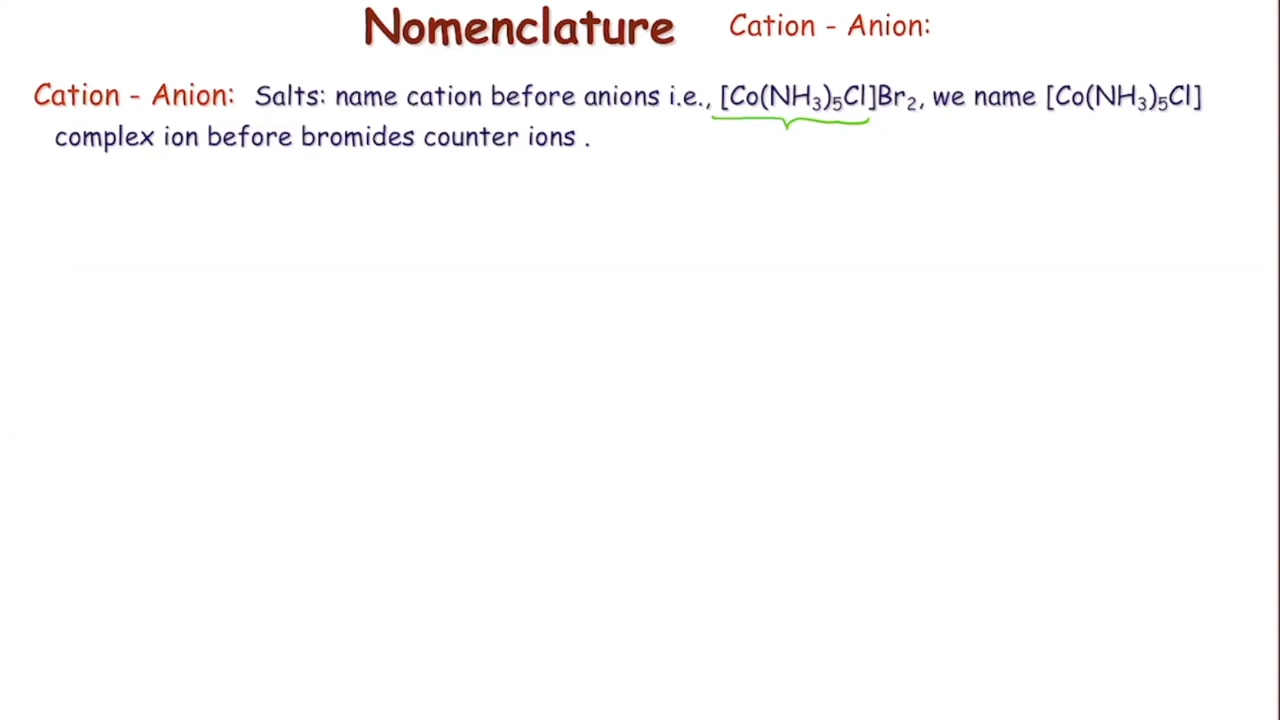 Nomenclature Cation - Anion:
Cation - Anion: Salts: name cation before anions i.e., [Co(NH₃)₅Cl]Br₂, we name [Co(NH₃)₅Cl]
complex ion before bromides counter ions .